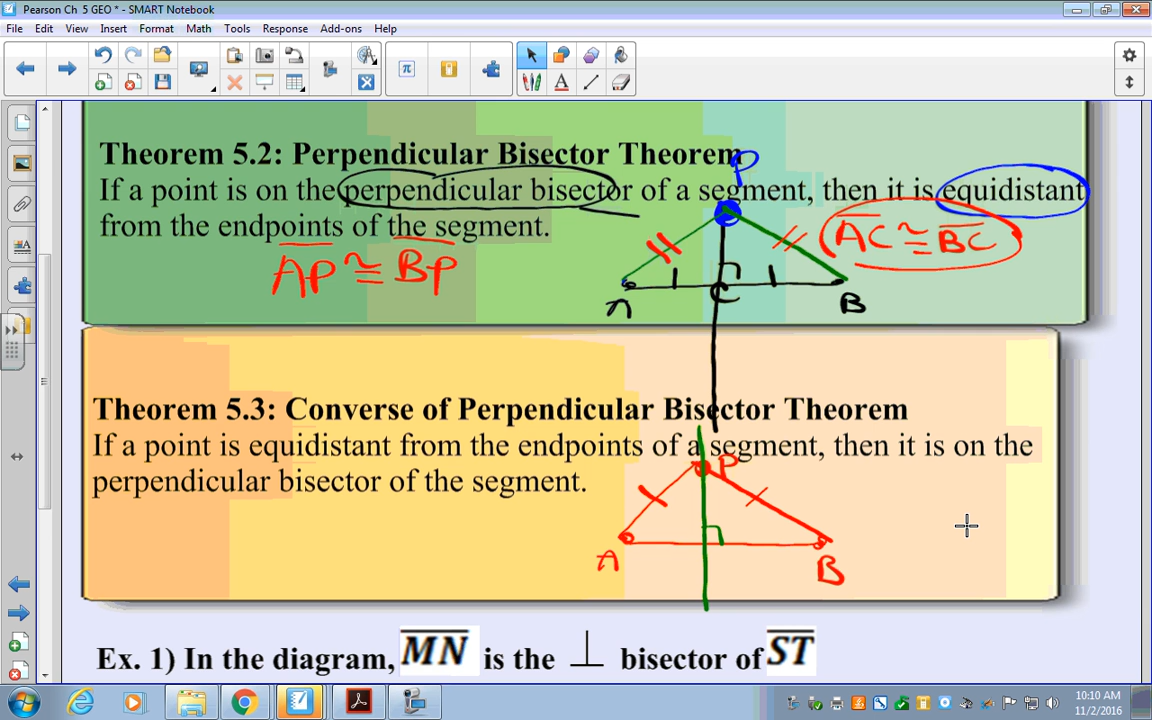 Pearson Ch 5 GEO * - SMART Notebook
File Edit View Insert Format Math Tools Response Add-ons Help
Theorem 5.2: Perpendicular Bisector Theorem
P
If a point is on the perpendicular bisector of a segment, then it is equidistant
from the endpoints of the segment.
AC ≅ BC
AP ≅ BP
A C B
Theorem 5.3: Converse of Perpendicular Bisector Theorem
If a point is equidistant from the endpoints of a segment, then it is on the
P
perpendicular bisector of the segment.
A B
Ex. 1) In the diagram, MN is the ⊥ bisector of ST
10:10 AM
11/2/2016